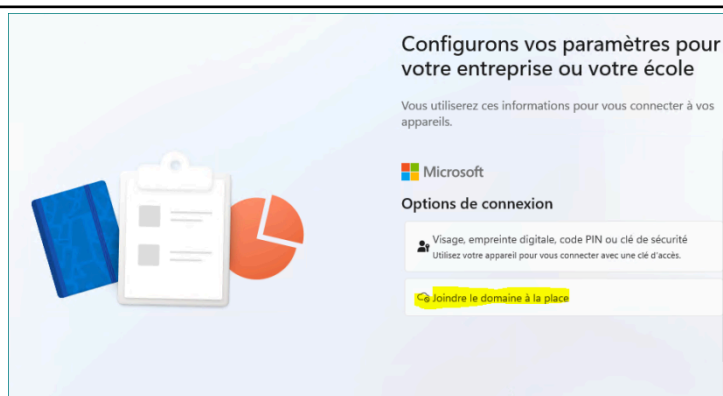 Configurons vos paramètres pour
votre entreprise ou votre école
Vous utiliserez ces informations pour vous connecter à vos
appareils.
Microsoft
Options de connexion
Visage, empreinte digitale, code PIN ou clé de sécurité
Utilisez votre appareil pour vous connecter avec une clé d'accès.
Joindre le domaine à la place